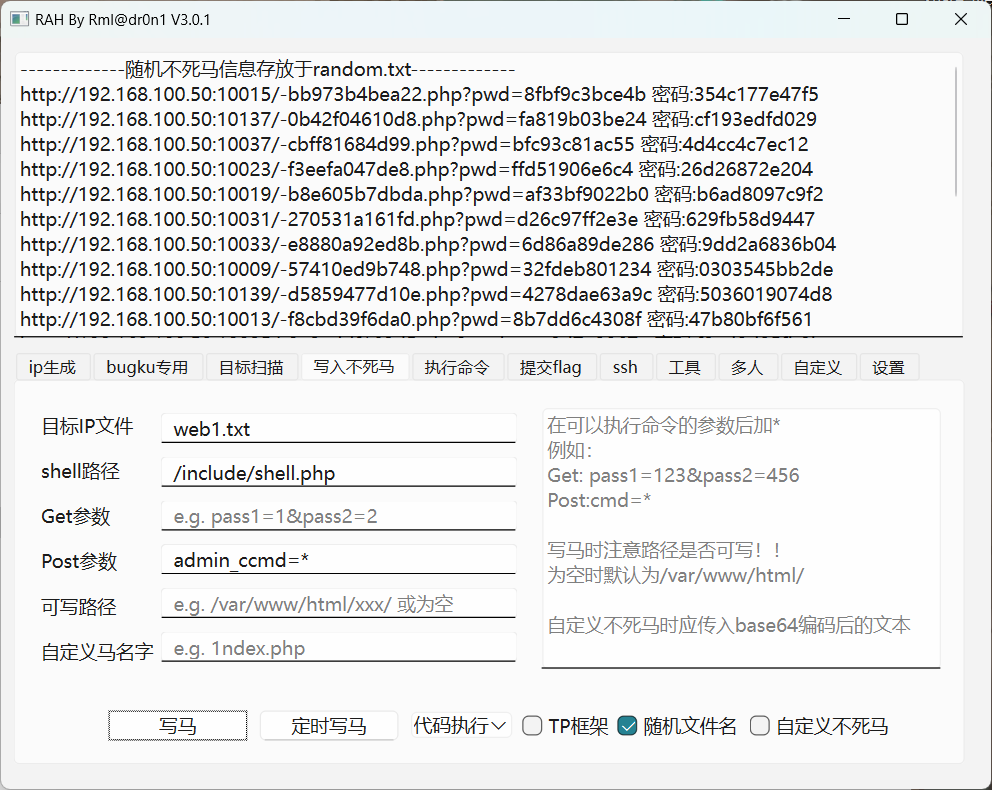 RAH By Rml@dr0n1 V3.0.1
-------------随机不死马信息存放于random.txt-------------
http://192.168.100.50:10015/-bb973b4bea22.php?pwd=8fbf9c3bce4b 密码:354c177e47f5
http://192.168.100.50:10137/-0b42f04610d8.php?pwd=fa819b03be24 密码:cf193edfd029
http://192.168.100.50:10037/-cbff81684d99.php?pwd=bfc93c81ac55 密码:4d4cc4c7ec12
http://192.168.100.50:10023/-f3eefa047de8.php?pwd=ffd51906e6c4 密码:26d26872e204
http://192.168.100.50:10019/-b8e605b7dbda.php?pwd=af33bf9022b0 密码:b6ad8097c9f2
http://192.168.100.50:10031/-270531a161fd.php?pwd=d26c97ff2e3e 密码:629fb58d9447
http://192.168.100.50:10033/-e8880a92ed8b.php?pwd=6d86a89de286 密码:9dd2a6836b04
http://192.168.100.50:10009/-57410ed9b748.php?pwd=32fdeb801234 密码:0303545bb2de
http://192.168.100.50:10139/-d5859477d10e.php?pwd=4278dae63a9c 密码:5036019074d8
http://192.168.100.50:10013/-f8cbd39f6da0.php?pwd=8b7dd6c4308f 密码:47b80bf6f561
ip生成 bugku专用 目标扫描 写入不死马 执行命令 提交flag ssh 工具 多人 自定义 设置
目标IP文件 web1.txt
shell路径 /include/shell.php
Get参数 e.g. pass1=1&pass2=2
Post参数 admin_ccmd=*
可写路径 e.g. /var/www/html/xxx/ 或为空
自定义马名字 e.g. 1ndex.php
在可以执行命令的参数后加*
例如：
Get: pass1=123&pass2=456
Post:cmd=*
写马时注意路径是否可写！！
为空时默认为/var/www/html/
自定义不死马时应传入base64编码后的文本
写马 定时写马 代码执行 TP框架 随机文件名 自定义不死马